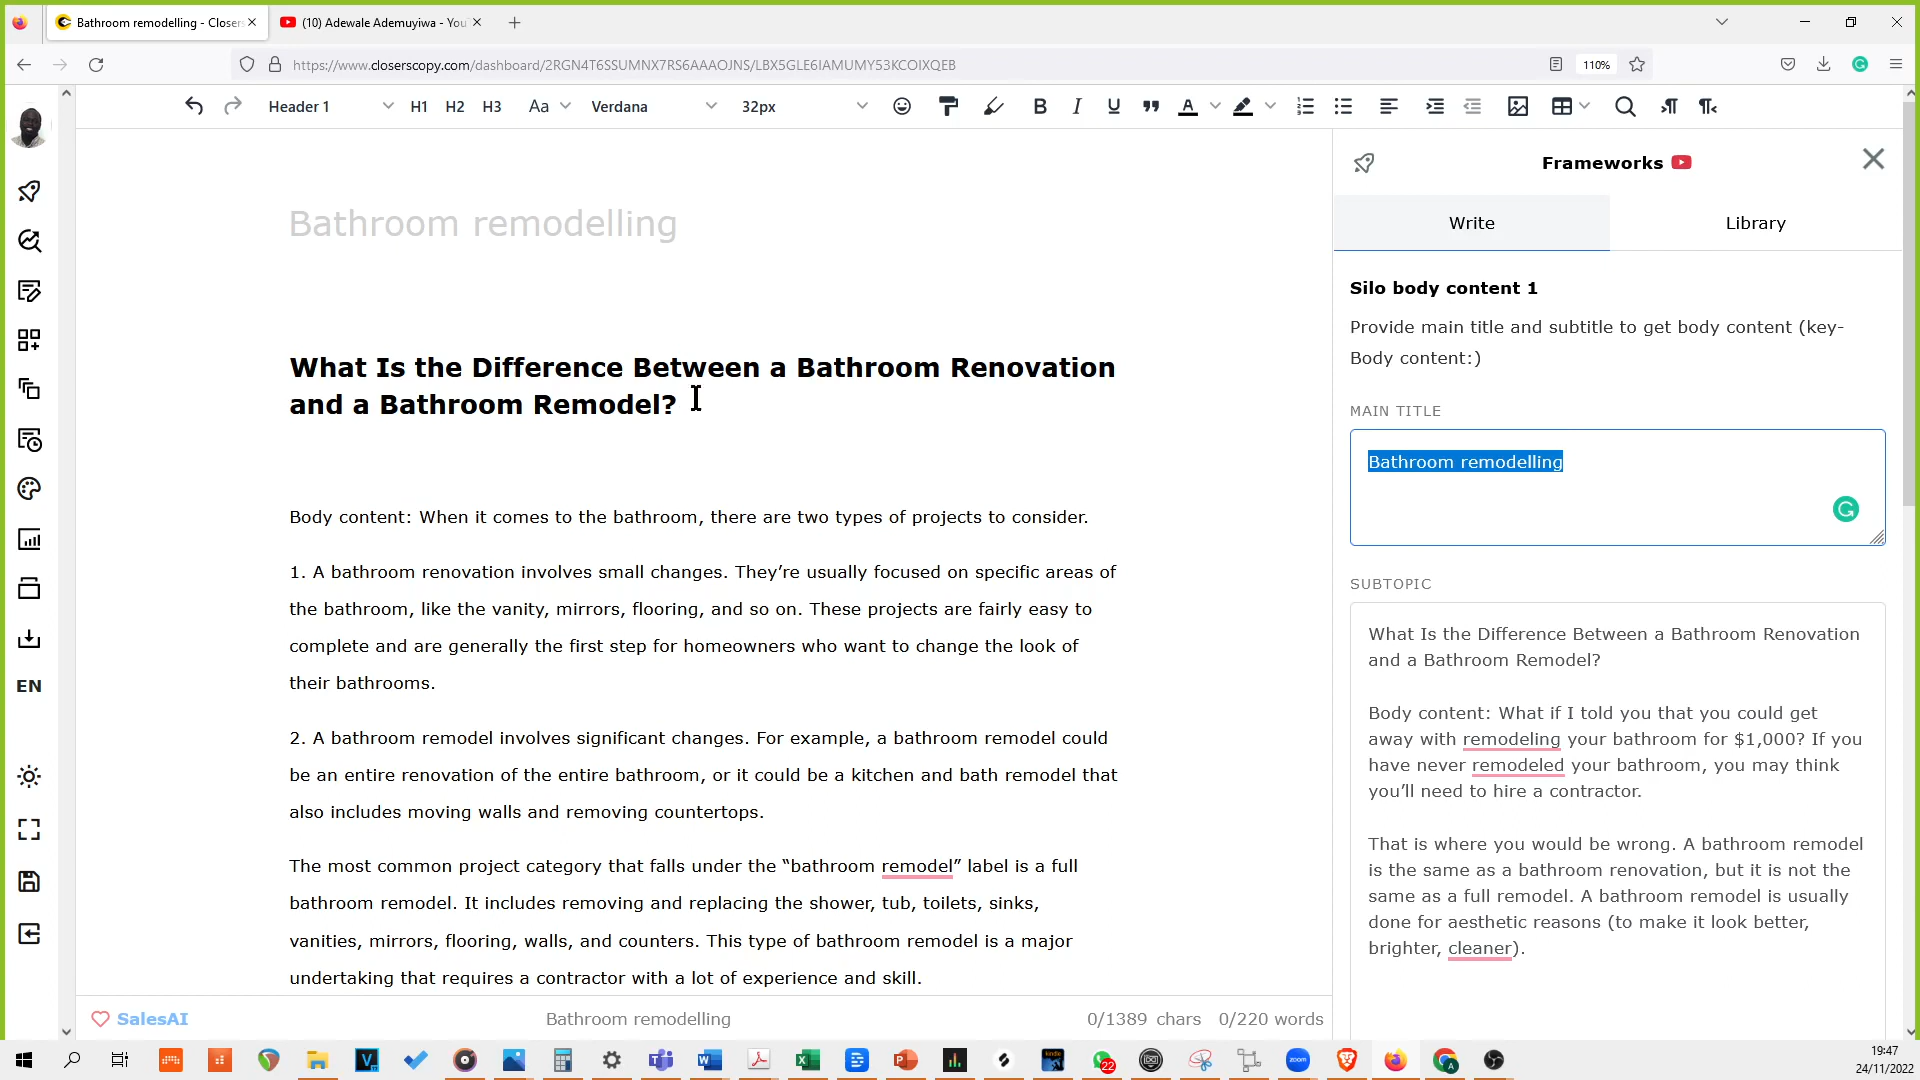 Bathroom remodelling - Closers
(10) Adewale Ademuyiwa - You
https://www.closerscopy.com/dashboard/2RGN4T6SSUMNX7RS6AAAOJNS/LBX5GLE6IAMUMY53KCOIXQEB
110%
Header 1
H1
H2
H3
Aa
Verdana
32px
Bathroom remodelling
What Is the Difference Between a Bathroom Renovation
and a Bathroom Remodel?
Body content: When it comes to the bathroom, there are two types of projects to consider.
1. A bathroom renovation involves small changes. They’re usually focused on specific areas of
the bathroom, like the vanity, mirrors, flooring, and so on. These projects are fairly easy to
complete and are generally the first step for homeowners who want to change the look of
their bathrooms.
2. A bathroom remodel involves significant changes. For example, a bathroom remodel could
be an entire renovation of the entire bathroom, or it could be a kitchen and bath remodel that
also includes moving walls and removing countertops.
The most common project category that falls under the “bathroom remodel” label is a full
bathroom remodel. It includes removing and replacing the shower, tub, toilets, sinks,
vanities, mirrors, flooring, walls, and counters. This type of bathroom remodel is a major
undertaking that requires a contractor with a lot of experience and skill.
EN
SalesAI
Bathroom remodelling
0/1389 chars
0/220 words
Frameworks
Write
Library
Silo body content 1
Provide main title and subtitle to get body content (key-
Body content:)
MAIN TITLE
Bathroom remodelling
SUBTOPIC
What Is the Difference Between a Bathroom Renovation
and a Bathroom Remodel?
Body content: What if I told you that you could get
away with remodeling your bathroom for $1,000? If you
have never remodeled your bathroom, you may think
you’ll need to hire a contractor.
That is where you would be wrong. A bathroom remodel
is the same as a bathroom renovation, but it is not the
same as a full remodel. A bathroom remodel is usually
done for aesthetic reasons (to make it look better,
brighter, cleaner).
22
zoom
19:47
24/11/2022